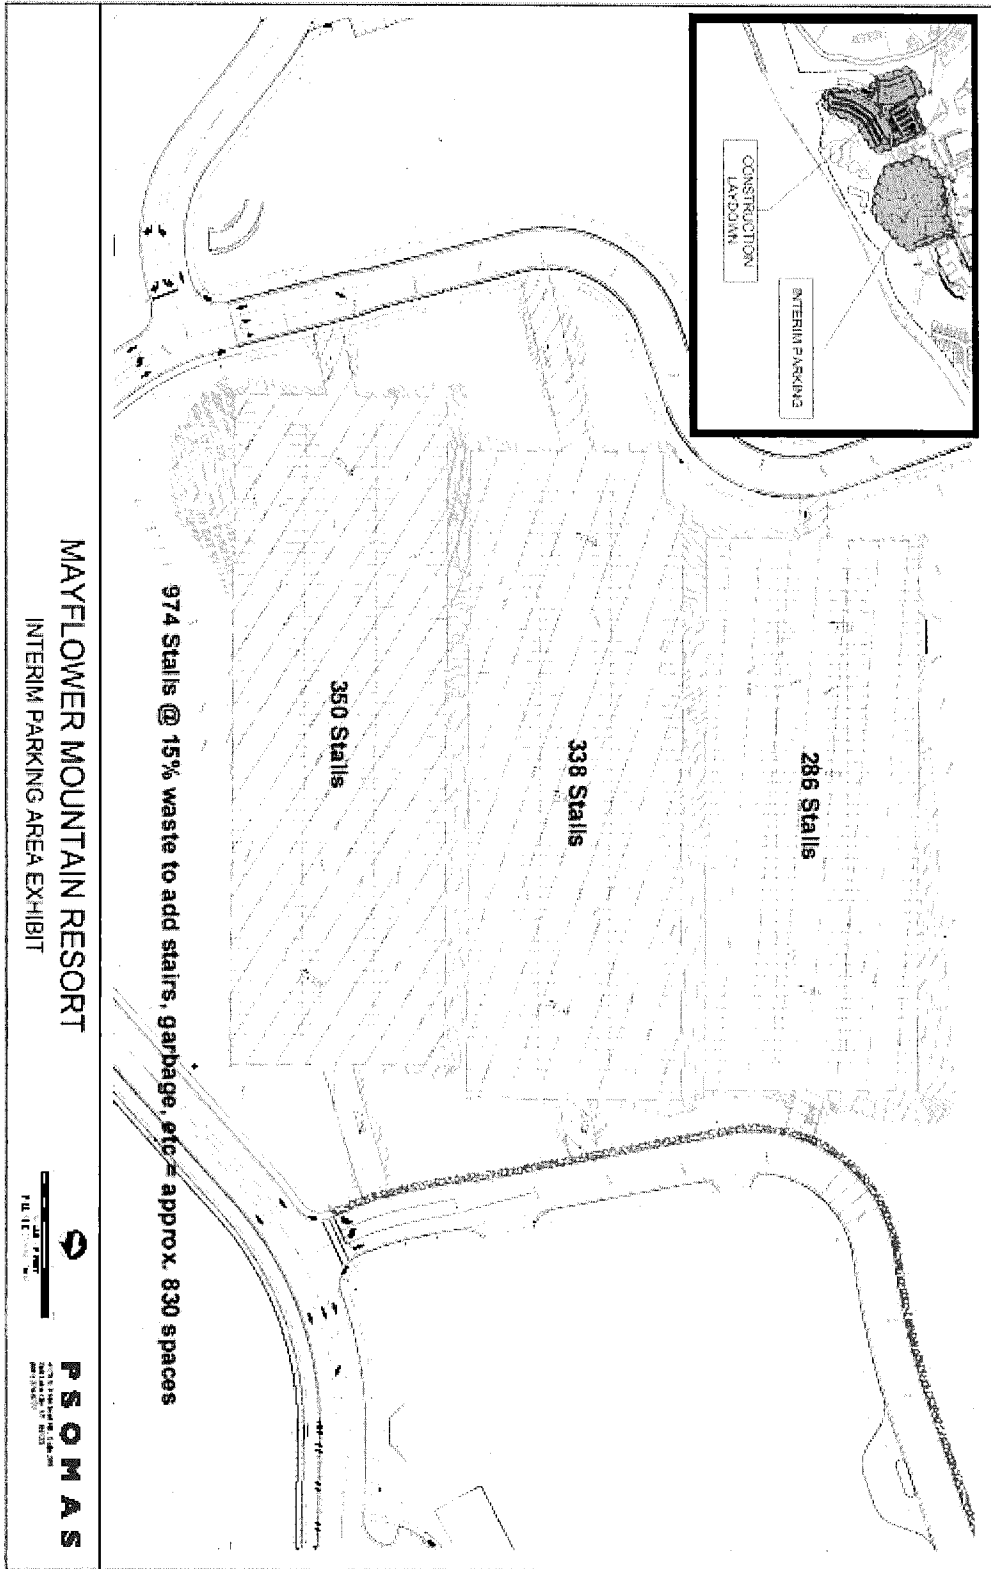 CONSTRUCTION
LAYDOWN
INTERIM PARKING
286 Stalls
338 Stalls
350 Stalls
974 Stalls @ 15% waste to add stairs, garbage, etc = approx. 830 spaces
MAYFLOWER MOUNTAIN RESORT
INTERIM PARKING AREA EXHIBIT
PSOMAS